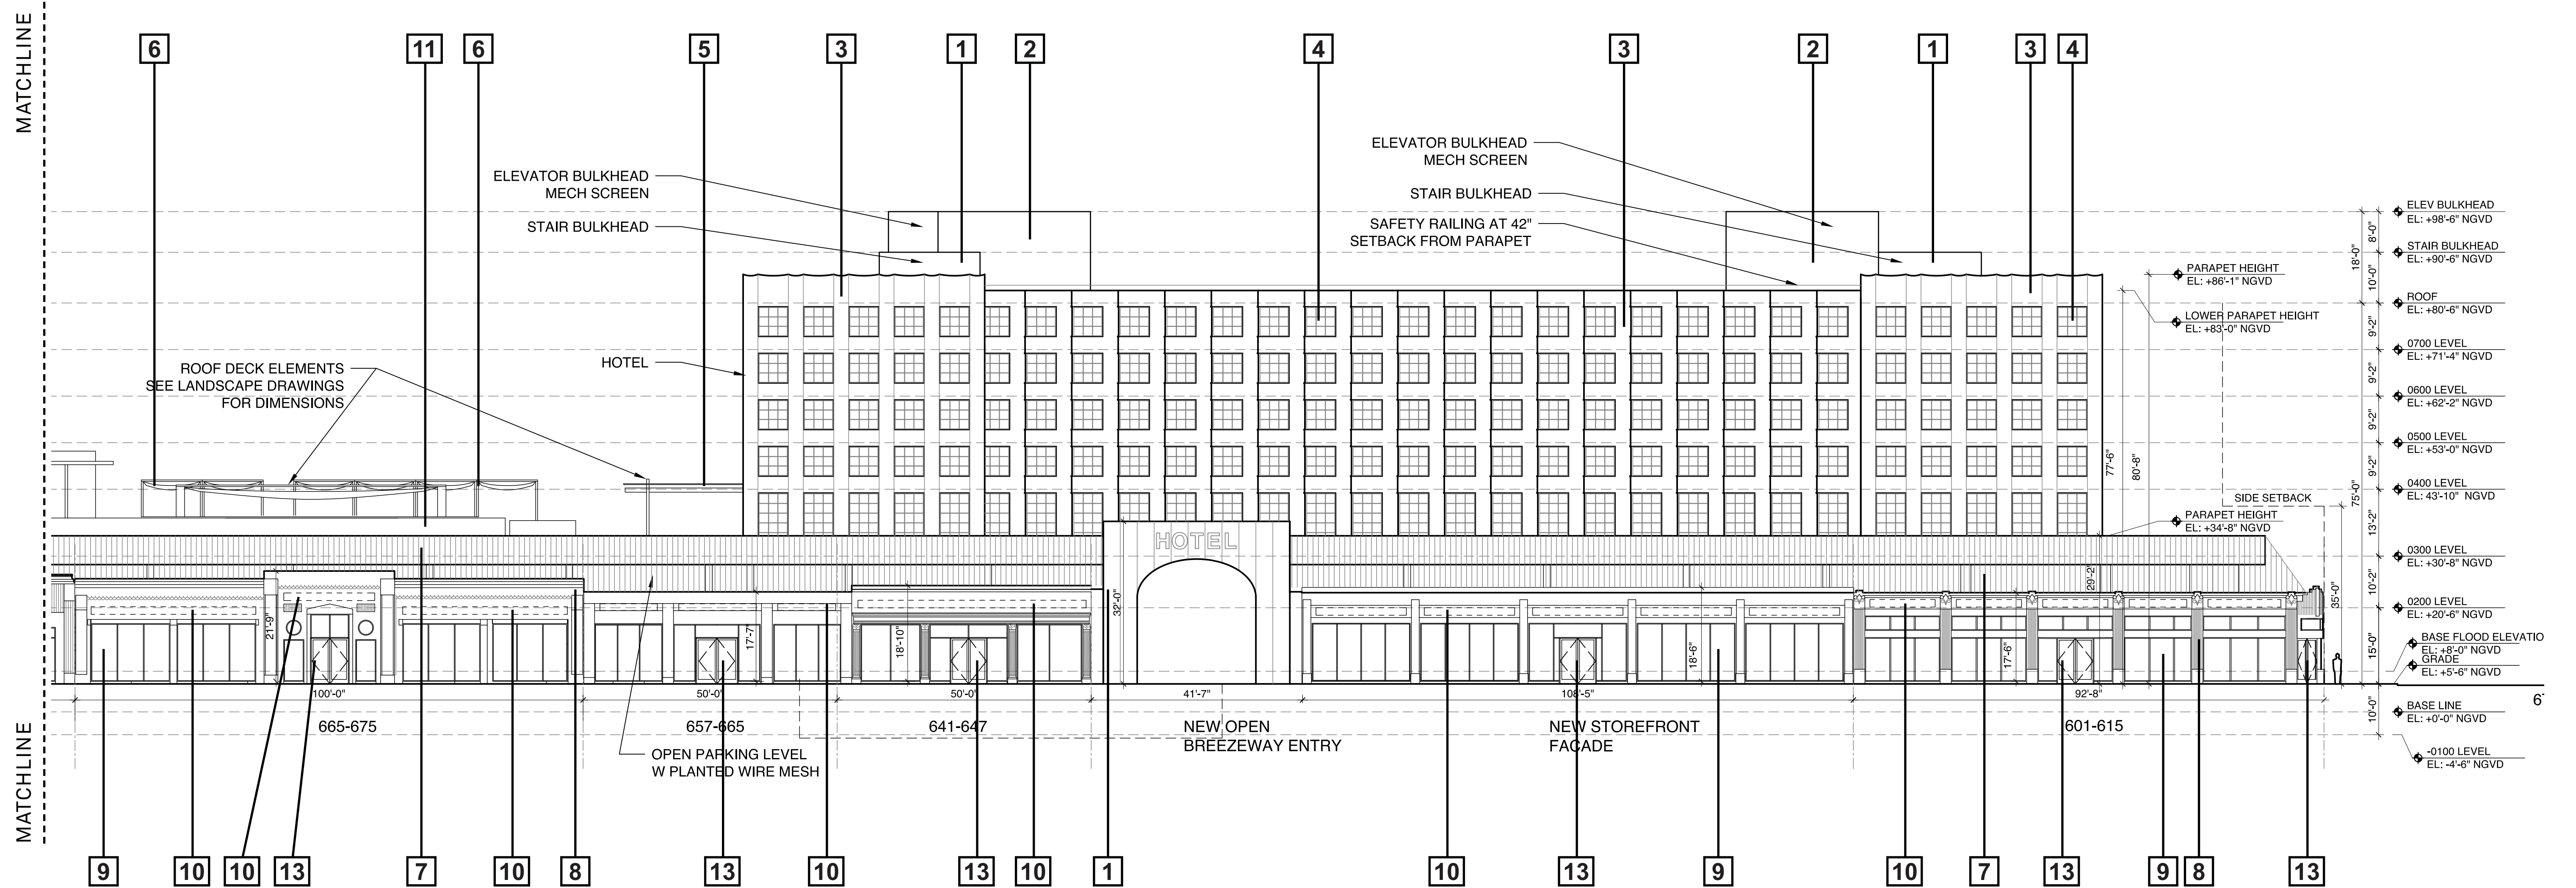 MATCHLINE
6
11
6
5
3
1
2
4
3
2
1
3
4
ELEVATOR BULKHEAD
MECH SCREEN
STAIR BULKHEAD
ELEVATOR BULKHEAD
MECH SCREEN
STAIR BULKHEAD
SAFETY RAILING AT 42"
SETBACK FROM PARAPET
HOTEL
ROOF DECK ELEMENTS
SEE LANDSCAPE DRAWINGS
FOR DIMENSIONS
ELEV BULKHEAD
EL: +98'-6" NGVD
STAIR BULKHEAD
EL: +90'-6" NGVD
PARAPET HEIGHT
EL: +86'-1" NGVD
ROOF
EL: +80'-6" NGVD
LOWER PARAPET HEIGHT
EL: +83'-0" NGVD
0700 LEVEL
EL: +71'-4" NGVD
0600 LEVEL
EL: +62'-2" NGVD
0500 LEVEL
EL: +53'-0" NGVD
0400 LEVEL
EL: 43'-10" NGVD
SIDE SETBACK
PARAPET HEIGHT
EL: +34'-8" NGVD
0300 LEVEL
EL: +30'-8" NGVD
0200 LEVEL
EL: +20'-6" NGVD
BASE FLOOD ELEVATIO
EL: +8'-0" NGVD
GRADE
EL: +5'-6" NGVD
BASE LINE
EL: +0'-0" NGVD
-0100 LEVEL
EL: -4'-6" NGVD
8'-0"
18'-0"
10'-0"
9'-2"
9'-2"
9'-2"
9'-2"
77'-6"
80'-8"
75'-0"
13'-2"
10'-2"
35'-0"
15'-0"
10'-0"
29'-2"
HOTEL
32'-0"
21'-9"
17'-7"
18'-10"
18'-6"
17'-6"
100'-0"
50'-0"
50'-0"
41'-7"
108'-5"
92'-8"
6
665-675
657-665
641-647
NEW OPEN
BREEZEWAY ENTRY
NEW STOREFRONT
FACADE
601-615
OPEN PARKING LEVEL
W PLANTED WIRE MESH
MATCHLINE
9
10
10
13
7
10
8
13
10
13
10
1
10
13
9
10
7
13
9
8
13